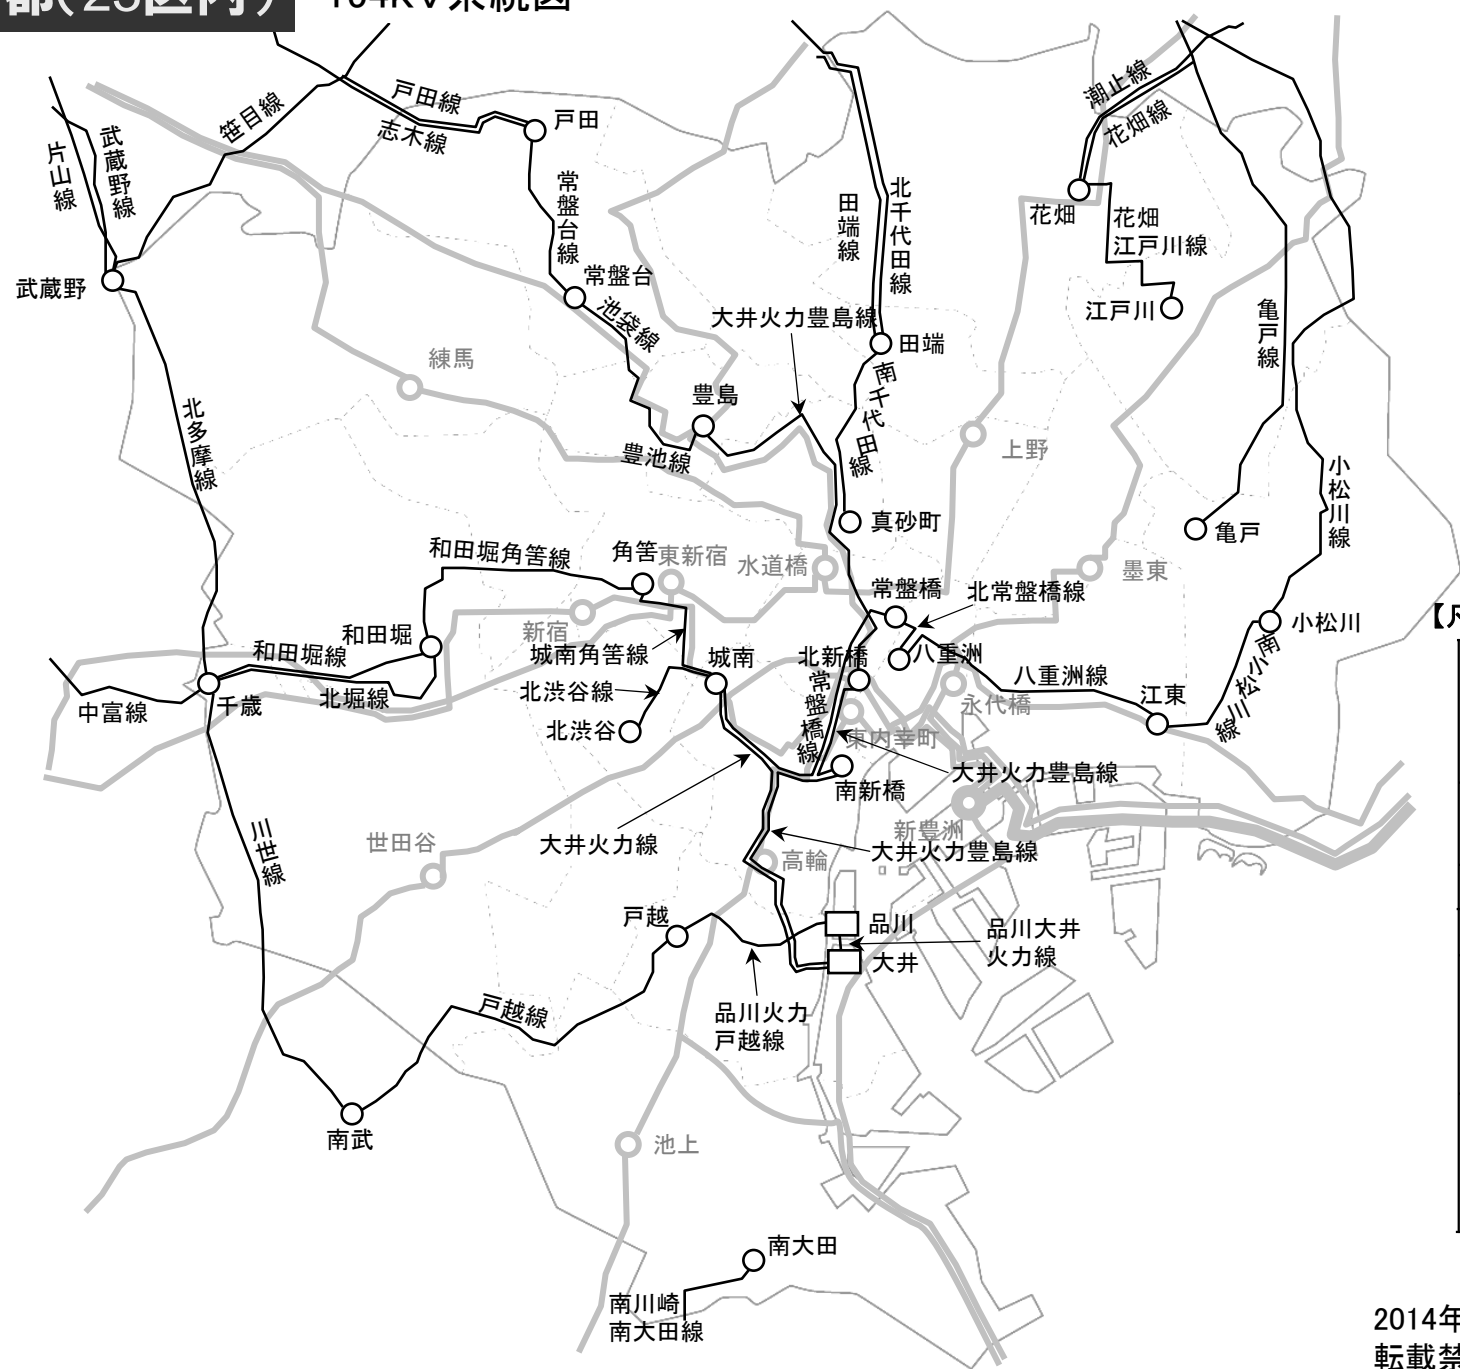 都(23区内)
154KV系統図
戸田線
志木線
戸田
笹目線
武蔵野線
片山線
常盤台線
田端線
北千代田線
潮止線
花畑線
花畑
花畑
江戸川線
武蔵野
常盤台
池袋線
大井火力豊島線
田端
江戸川
亀戸線
練馬
南千代田線
豊島
北多摩線
豊池線
上野
小松川線
真砂町
亀戸
和田堀角筈線
角筈
東新宿
水道橋
墨東
常盤橋
北常盤橋線
新宿
和田堀
小松川
【凡
和田堀線
城南角筈線
城南
北新橋
八重洲
南小松川線
北堀線
北渋谷線
常盤橋線
八重洲線
江東
中富線
千歳
永代橋
北渋谷
東内幸町
大井火力豊島線
南新橋
川世線
世田谷
大井火力線
新豊洲
高輪
大井火力豊島線
戸越
品川
品川大井
火力線
大井
戸越線
品川火力
戸越線
南武
池上
南大田
南川崎
南大田線
2014年
転載禁